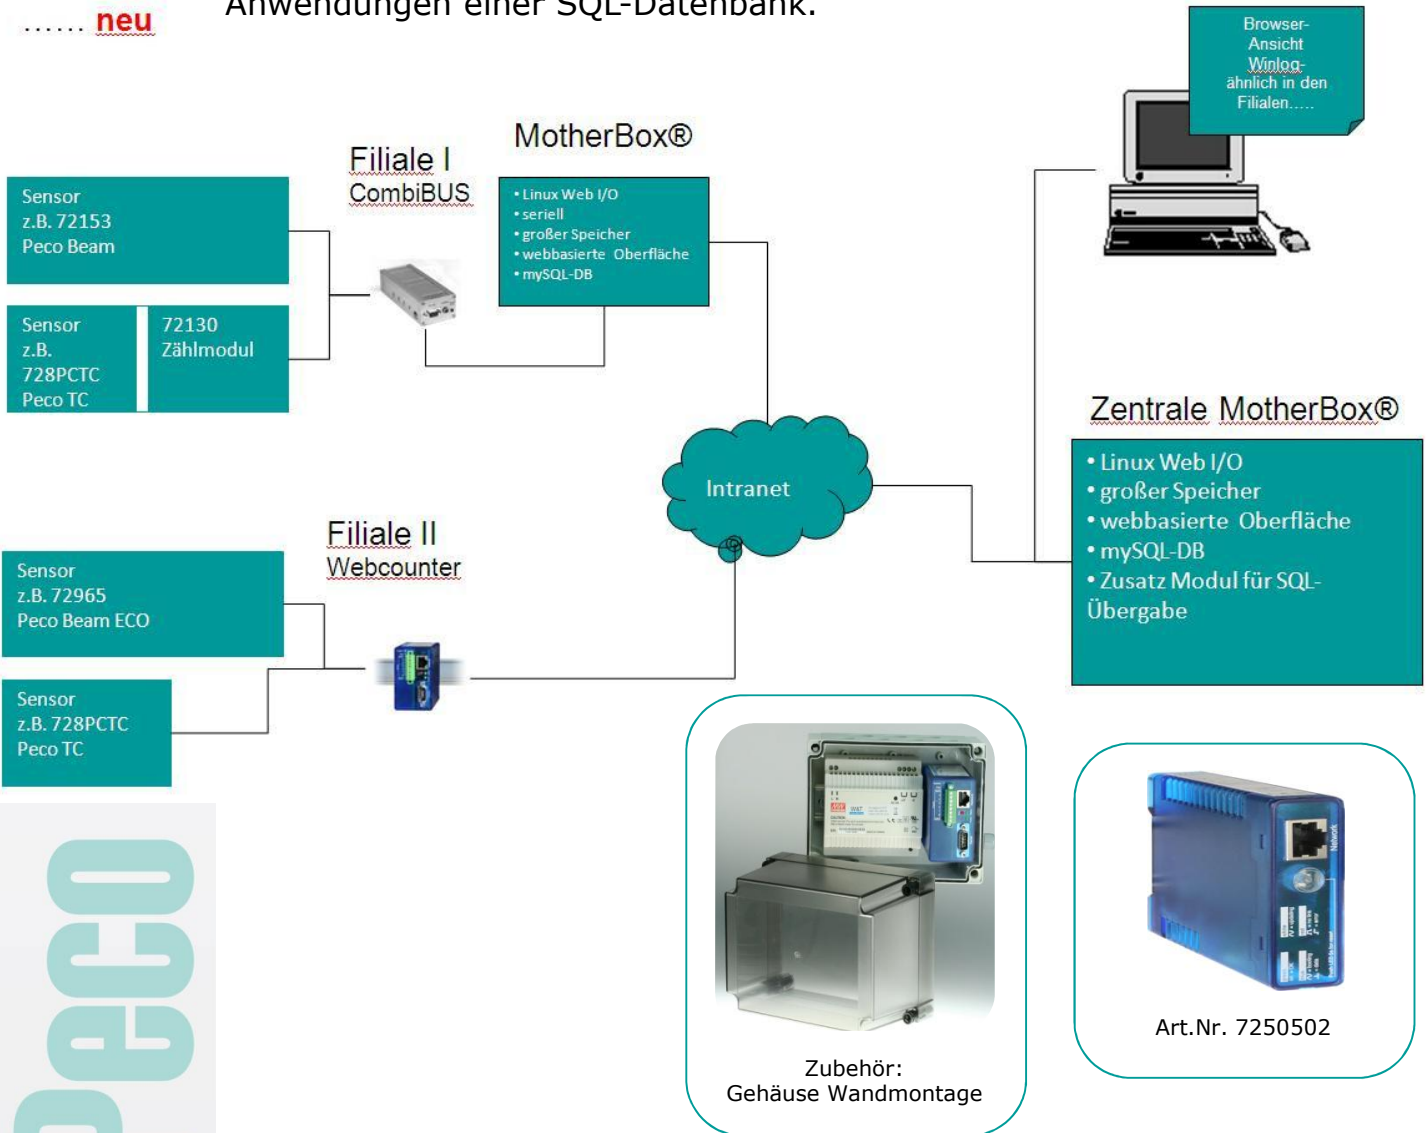 Anwendungen einer SQL-Datenbank.
...... neu
Browser-
Ansicht
Winlog-
ähnlich in den
Filialen.....
MotherBox®
Filiale I
CombiBUS
Sensor
z.B. 72153
Peco Beam
• Linux Web I/O
• seriell
• großer Speicher
• webbasierte Oberfläche
• mySQL-DB
Sensor
z.B.
728PCTC
Peco TC
72130
Zählmodul
Zentrale MotherBox®
• Linux Web I/O
• großer Speicher
• webbasierte Oberfläche
• mySQL-DB
• Zusatz Modul für SQL-
Übergabe
Intranet
Filiale II
Webcounter
Sensor
z.B. 72965
Peco Beam ECO
Sensor
z.B. 728PCTC
Peco TC
Network
Art.Nr. 7250502
Zubehör:
Gehäuse Wandmontage
Peco